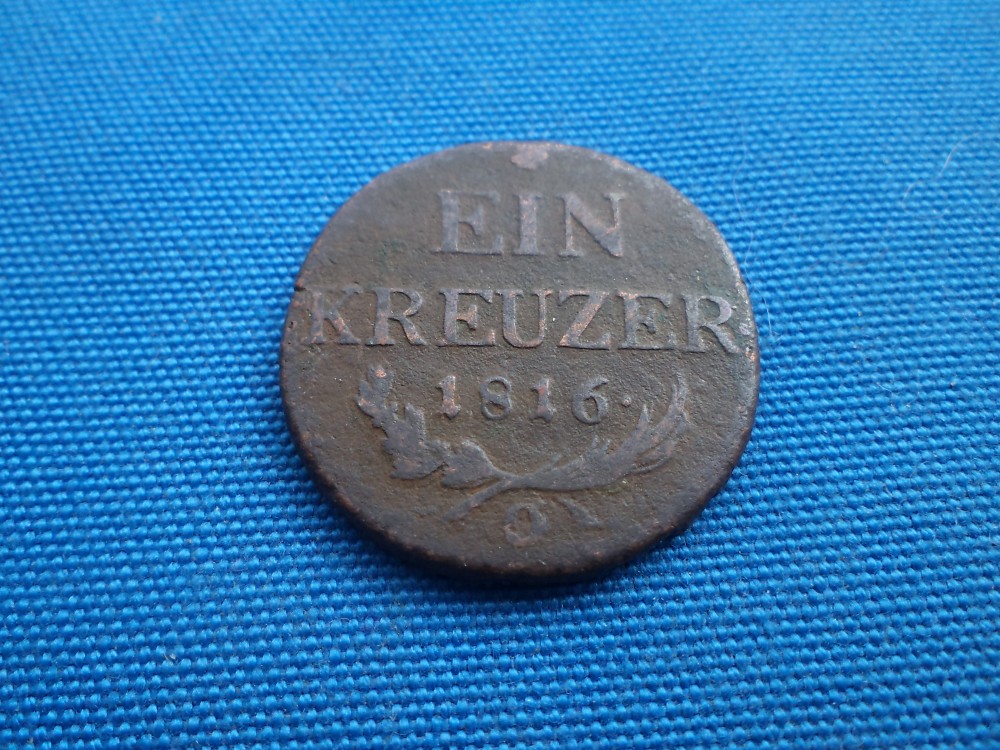 EIN
KREUZER
1816.
O